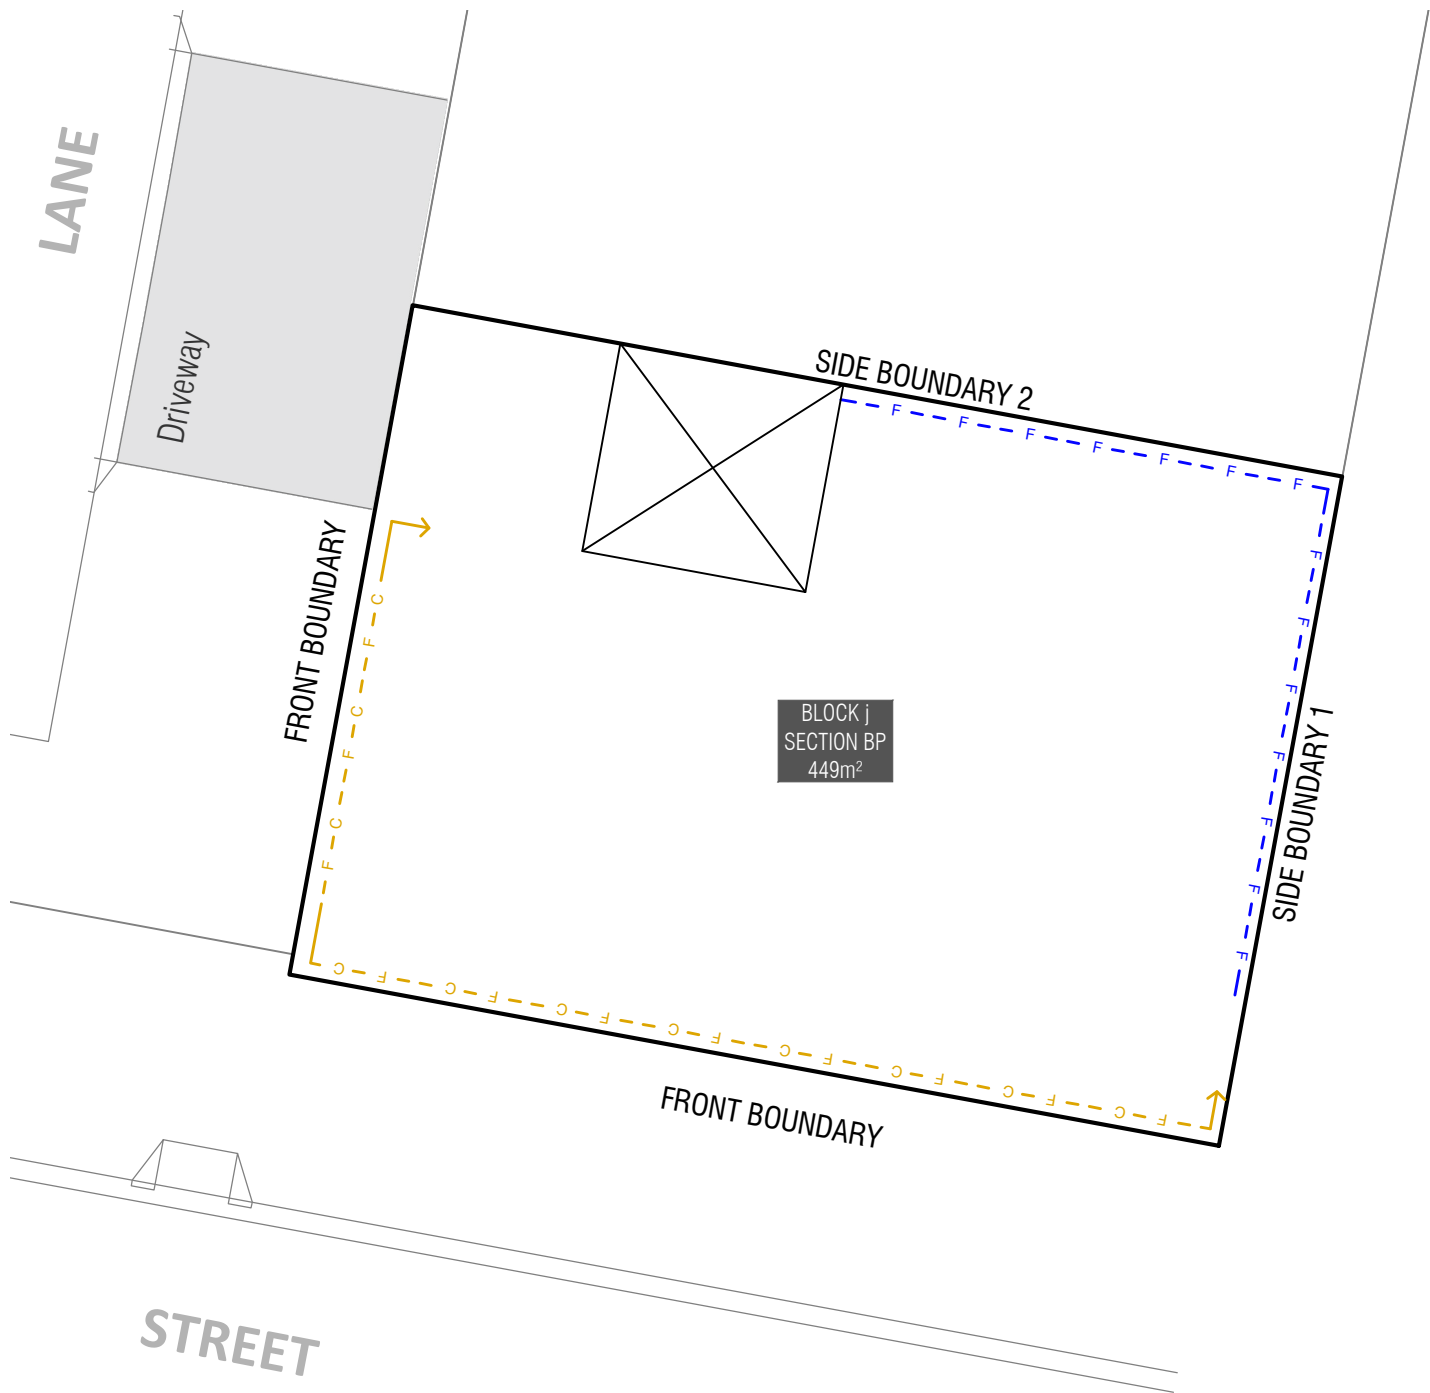 LANE
Driveway
SIDE BOUNDARY 2
F F F F F F F
FRONT BOUNDARY
C F C F C F
BLOCK j
SECTION BP
449m²
F F F F F F F
SIDE BOUNDARY 1
C F C F C F C F C F C F C F C F
FRONT BOUNDARY
STREET